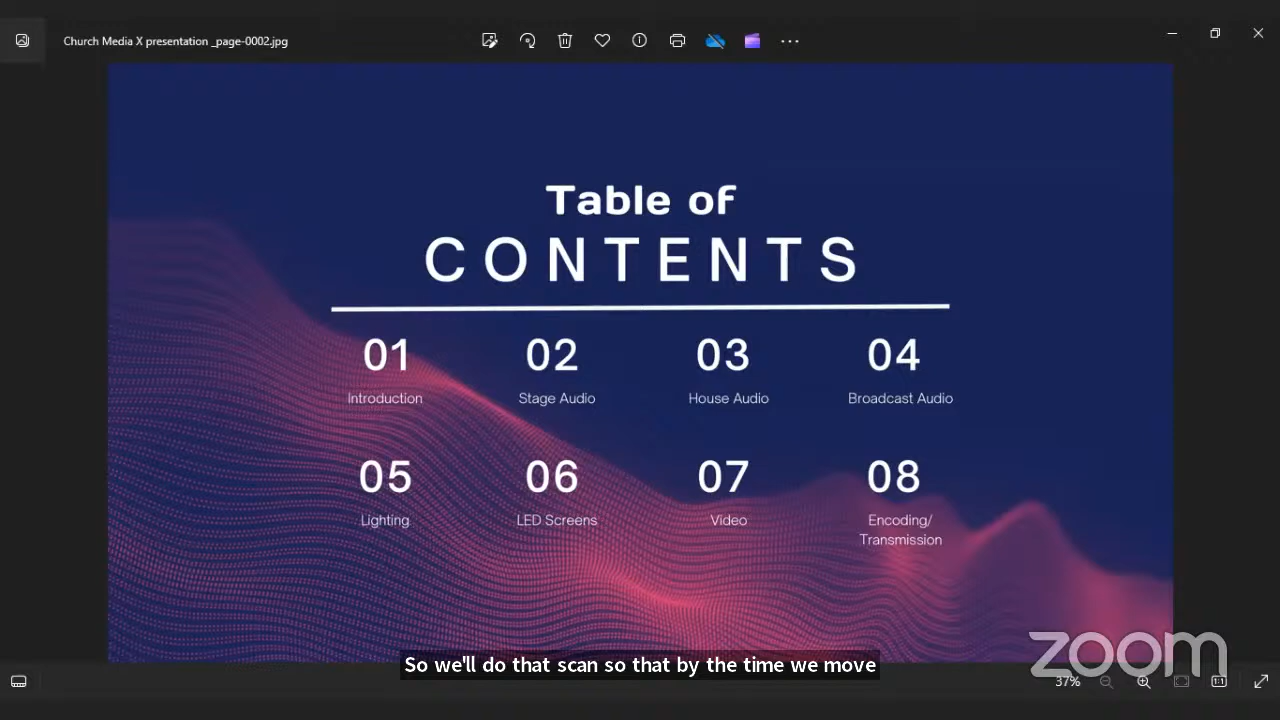 Church Media X presentation _page-0002.jpg
Table of
CONTENTS
01 02 03 04
Introduction Stage Audio House Audio Broadcast Audio
05 06 07 08
Lighting LED Screens Video Encoding/
Transmission
So we'll do that scan so that by the time we move
zoom
37%
1:1